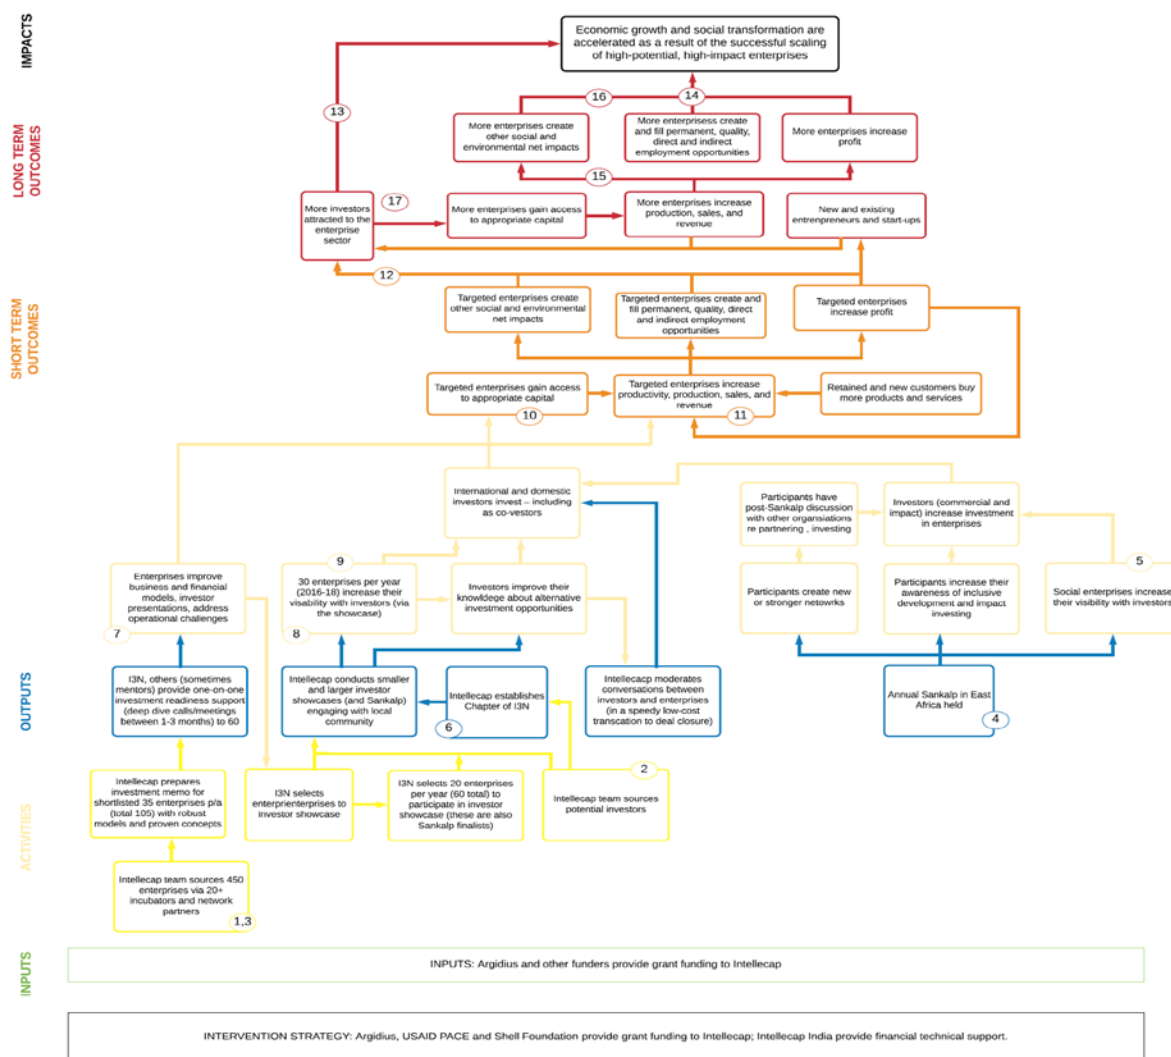 IMPACTS
Economic growth and social transformation are
accelerated as a result of the successful scaling
of high-potential, high-impact enterprises
LONG TERM
OUTCOMES
13
16
14
More enterprises create
other social and
environmental net impacts
More enterprisess create
and fill permanent, quality,
direct and indirect
employment opportunities
More enterprises increase
profit
15
More investors
attracted to the
enterprise
sector
17
More enterprises gain access
to appropriate capital
More enterprises increase
production, sales, and
revenue
New and existing
entrenpreneurs and start-ups
12
SHORT TERM
OUTCOMES
Targeted enterprises create
other social and environmental
net impacts
Targeted enterprises create and
fill permanent, quality, direct
and indirect employment
opportunities
Targeted enterprises
increase profit
Targeted enterprises gain access
to appropriate capital
10
Targeted enterprises increase
productivity, production, sales, and
revenue
11
Retained and new customers buy
more products and services
International and domestic
investors invest – including
as co-vestors
Participants have
post-Sankalp discussion
with other organsiations
re partnering , investing
Investors (commercial and
impact) increase investment
in enterprises
Enterprises improve
business and financial
models, investor
presentations, address
operational challenges
7
9
30 enterprises per year
(2016-18) increase their
visability with investors (via
the showcase)
8
Investors improve their
knowldege about alternative
investment opportunities
Participants create new
or stronger netowrks
Participants increase their
awareness of inclusive
development and impact
investing
5
Social enterprises increase
their visibility with investors
OUTPUTS
I3N, others (sometimes
mentors) provide one-on-one
investment readiness support
(deep dive calls/meetings
between 1-3 months) to 60
Intellecap conducts smaller
and larger investor
showcases (and Sankalp)
engaging with local
community
Intellecap establishes
Chapter of I3N
6
Intellecacp moderates
conversations between
investors and enterprises
(in a speedy low-cost
transcation to deal closure)
Annual Sankalp in East
Africa held
4
ACTIVITIES
Intellecap prepares
investment memo for
shortlisted 35 enterprises p/a
(total 105) with robust
models and proven concepts
I3N selects
enterprienterprises to
investor showcase
I3N selects 20 enterprises
per year (60 total) to
participate in investor
showcase (these are also
Sankalp finalists)
2
Intellecap team sources
potential investors
Intellecap team sources 450
enterprises via 20+
incubators and network
partners
1,3
INPUTS
INPUTS: Argidius and other funders provide grant funding to Intellecap
INTERVENTION STRATEGY: Argidius, USAID PACE and Shell Foundation provide grant funding to Intellecap; Intellecap India provide financial technical support.